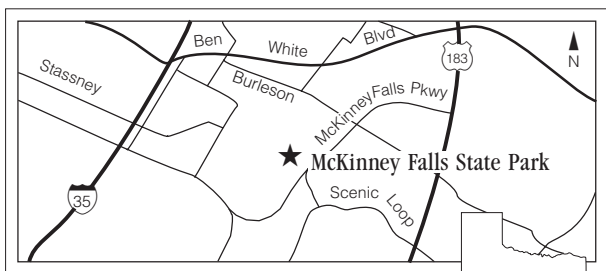 Ben White Blvd
183
N
Stassney
Burleson
McKinney Falls Pkwy
McKinney Falls State Park
Scenic Loop
35